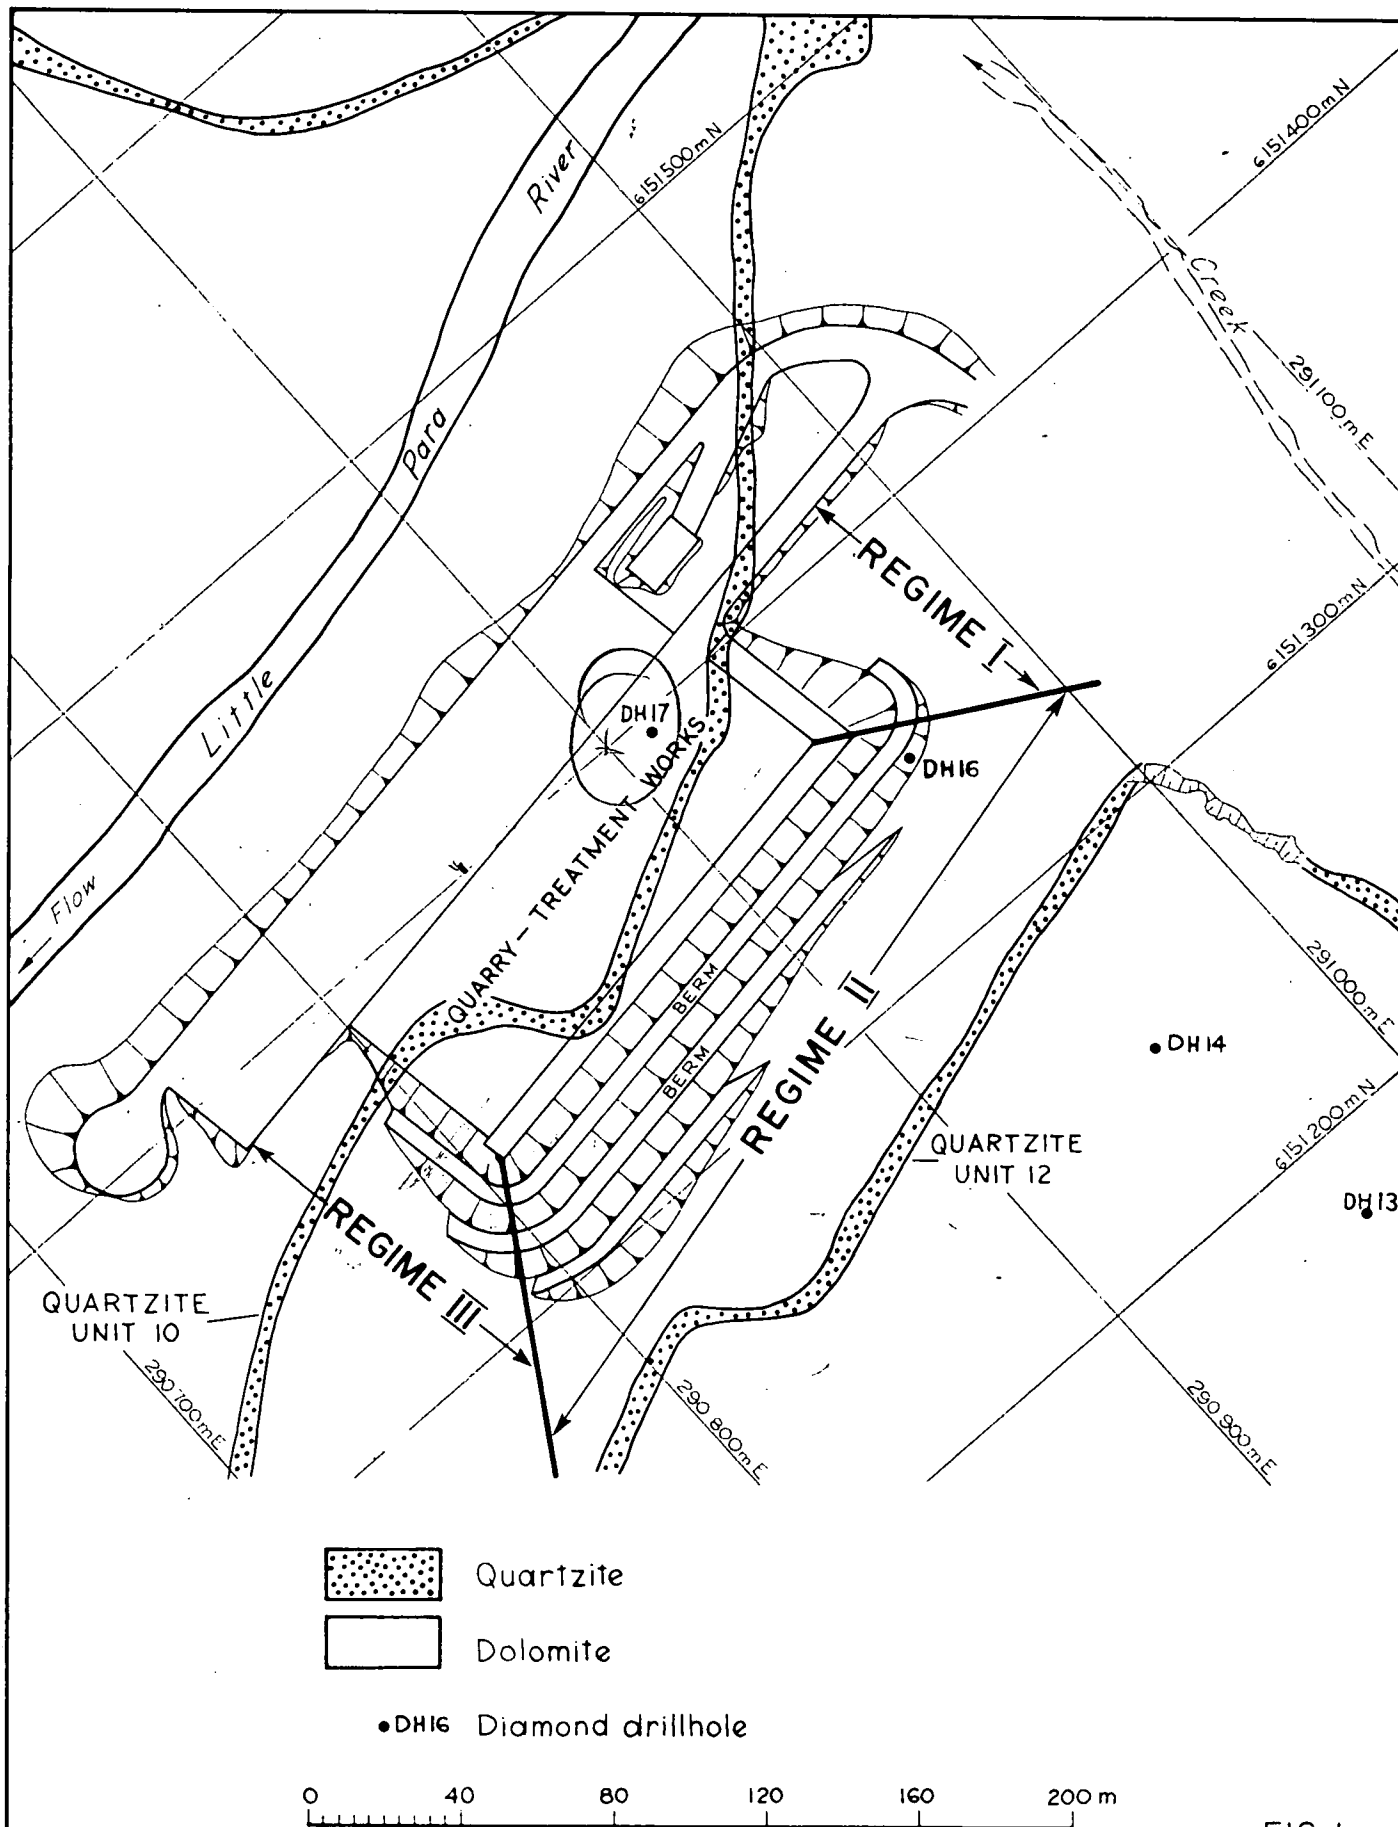 6151500mN
6151400mN
River
Creek
291100mE
Para
6151300mN
REGIME I
Little
DH17
DH16
QUARRY - TREATMENT WORKS
Flow
BERM
BERM
REGIME II
291000mE
DH14
6151200mN
QUARTZITE
UNIT 12
DH13
REGIME III
QUARTZITE
UNIT 10
290700mE
290800mE
290900mE
Quartzite
Dolomite
DH16 Diamond drillhole
0 40 80 120 160 200 m